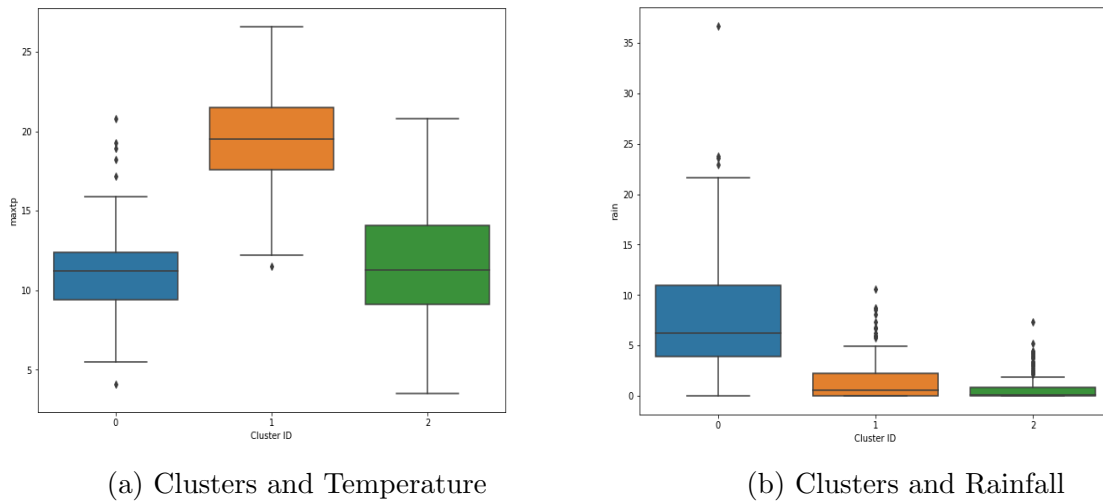 25
20
15
10
5
maxtp
0 1 2
Cluster ID
35
30
25
20
15
10
5
0
rain
0 1 2
Cluster ID
(a) Clusters and Temperature
(b) Clusters and Rainfall